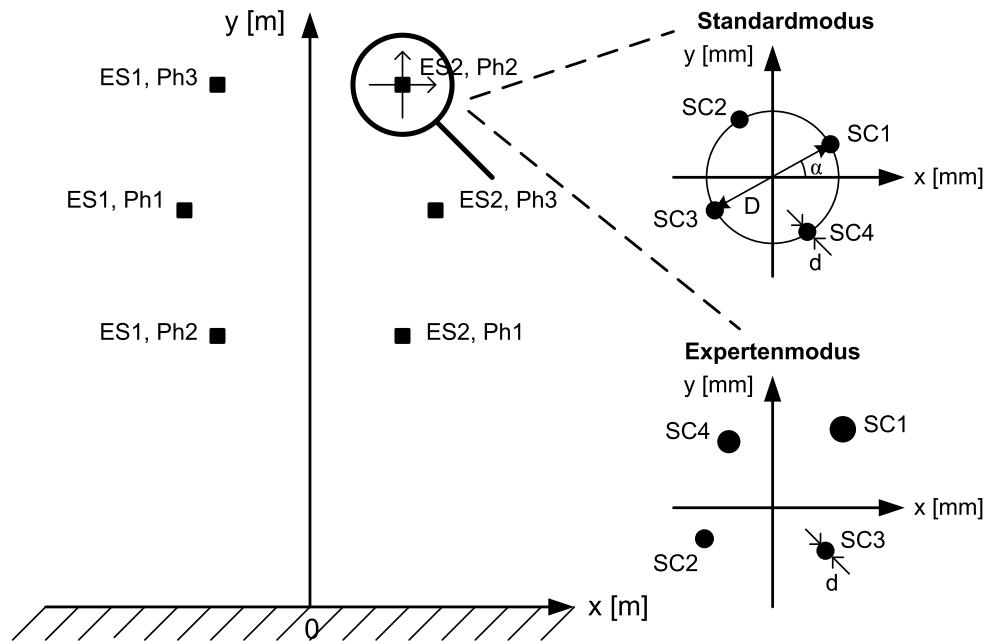 y [m]
ES1, Ph3
ES2, Ph2
ES1, Ph1
ES2, Ph3
ES1, Ph2
ES2, Ph1
x [m]
0
Standardmodus
y [mm]
SC2
SC1
α
x [mm]
SC3
D
SC4
d
Expertenmodus
y [mm]
SC4
SC1
x [mm]
SC2
SC3
d